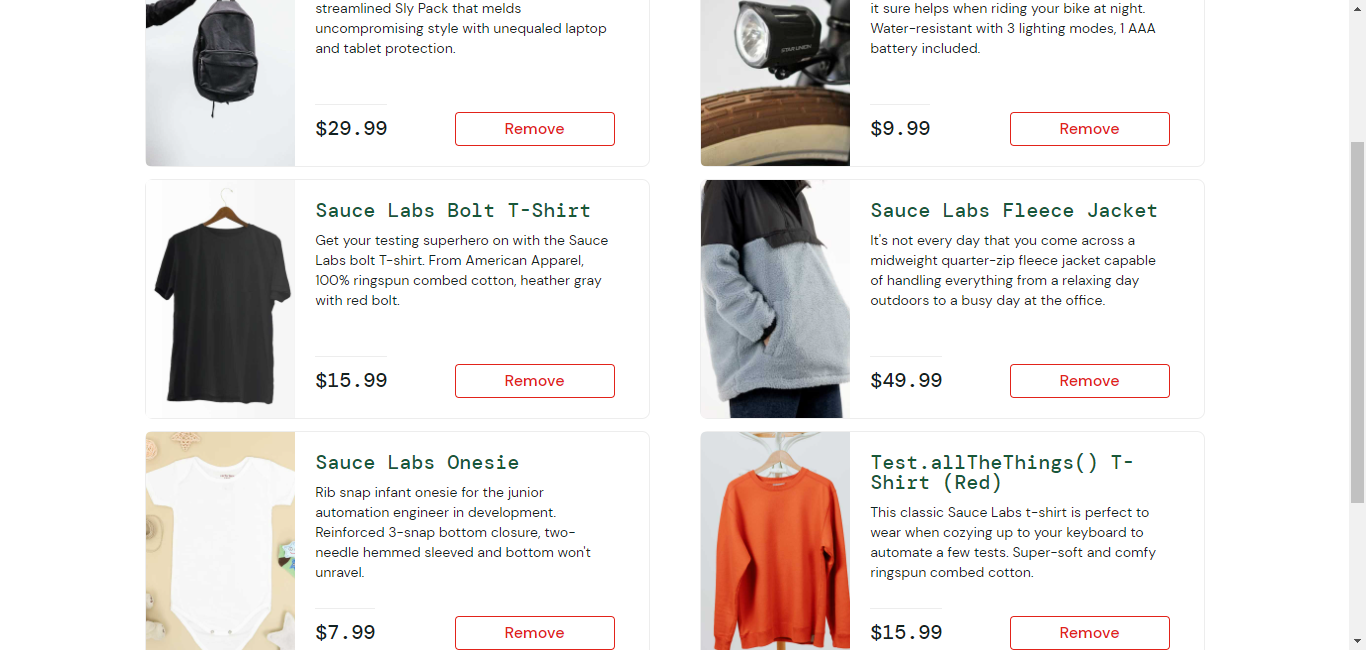 streamlined Sly Pack that melds
uncompromising style with unequaled laptop
and tablet protection.
$29.99
Remove
it sure helps when riding your bike at night.
Water-resistant with 3 lighting modes, 1 AAA
battery included.
STAR UNION
$9.99
Remove
Sauce Labs Bolt T-Shirt
Get your testing superhero on with the Sauce
Labs bolt T-shirt. From American Apparel,
100% ringspun combed cotton, heather gray
with red bolt.
$15.99
Remove
Sauce Labs Fleece Jacket
It's not every day that you come across a
midweight quarter-zip fleece jacket capable
of handling everything from a relaxing day
outdoors to a busy day at the office.
$49.99
Remove
Sauce Labs Onesie
Rib snap infant onesie for the junior
automation engineer in development.
Reinforced 3-snap bottom closure, two-
needle hemmed sleeved and bottom won't
unravel.
$7.99
Remove
Test.allTheThings() T-
Shirt (Red)
This classic Sauce Labs t-shirt is perfect to
wear when cozying up to your keyboard to
automate a few tests. Super-soft and comfy
ringspun combed cotton.
$15.99
Remove